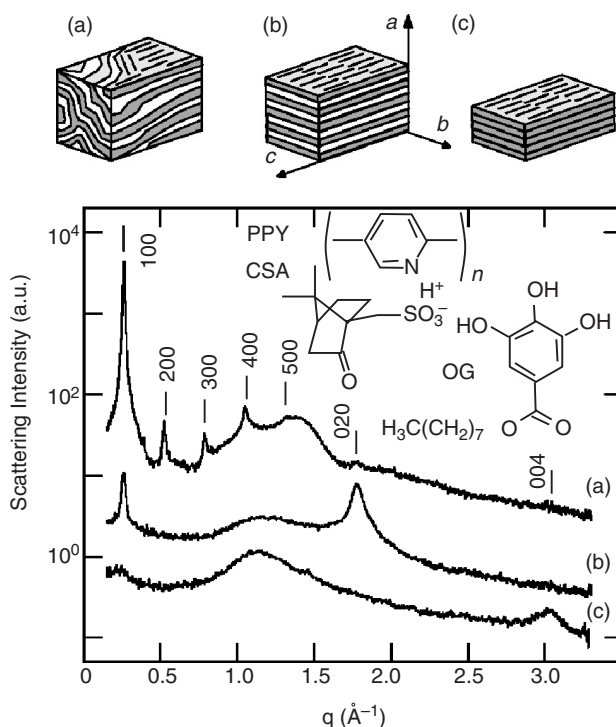 (a) (b) (c)
a
b
c
10⁴
10²
10⁰
Scattering Intensity (a.u.)
100
200
300
400
500
020
004
PPY
n
N
CSA
H⁺
SO₃⁻
O
OH
HO OH
OG
H₃C(CH₂)₇ O O
(a)
(b)
(c)
0.0 0.5 1.0 1.5 2.0 2.5 3.0
q (Å⁻¹)